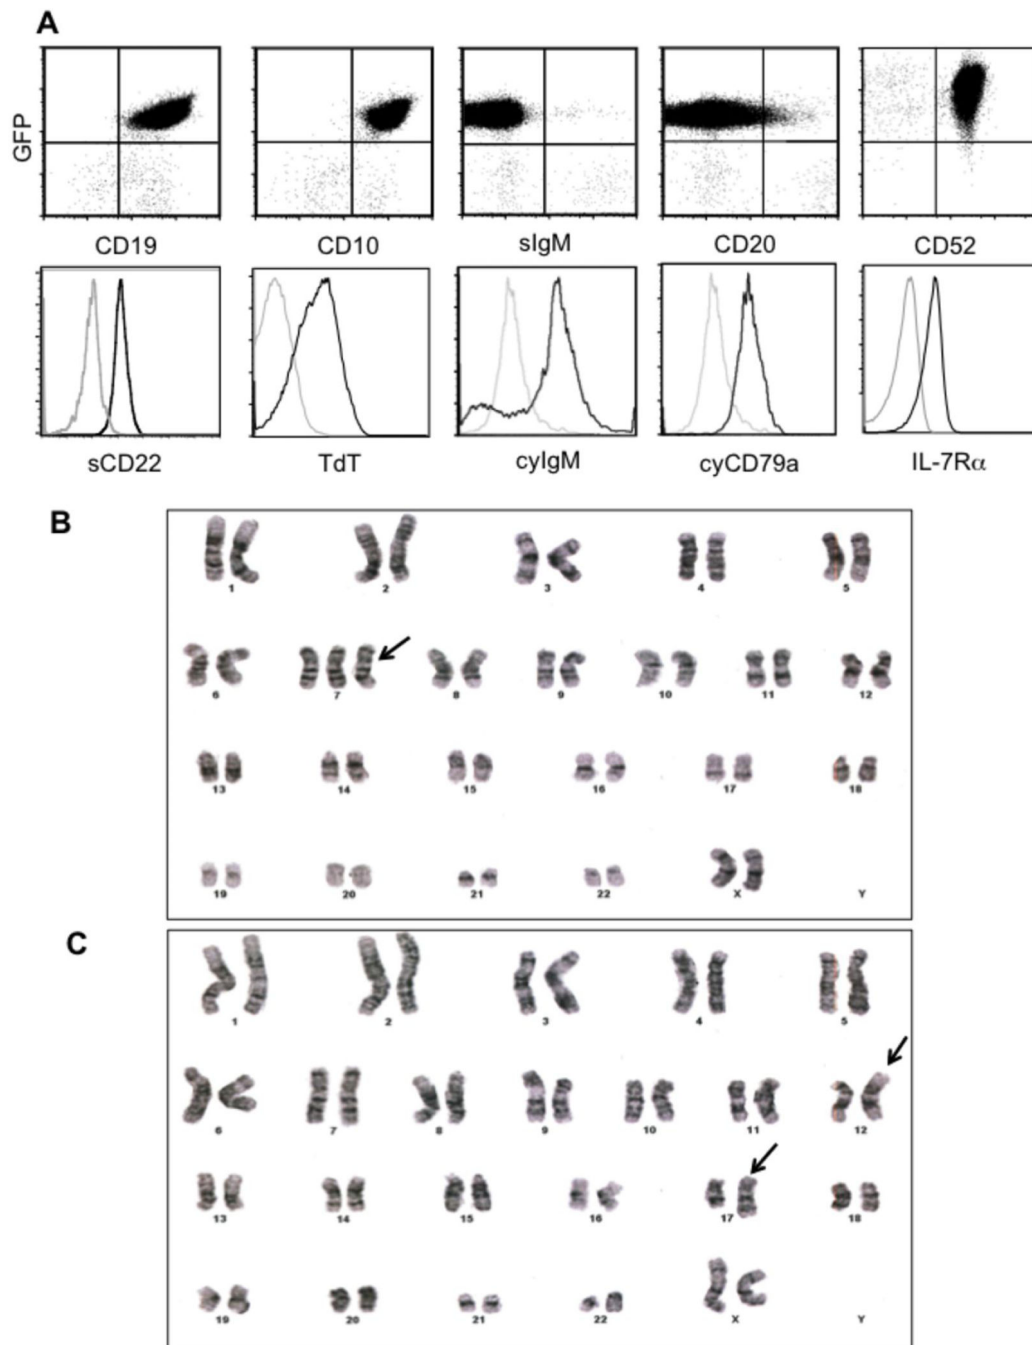 A
GFP
CD19 CD10 sIgM CD20 CD52
sCD22 TdT cyIgM cyCD79a IL-7Rα
B
1 2 3 4 5
6 7 8 9 10 11 12
13 14 15 16 17 18
19 20 21 22 X Y
C
1 2 3 4 5
6 7 8 9 10 11 12
13 14 15 16 17 18
19 20 21 22 X Y